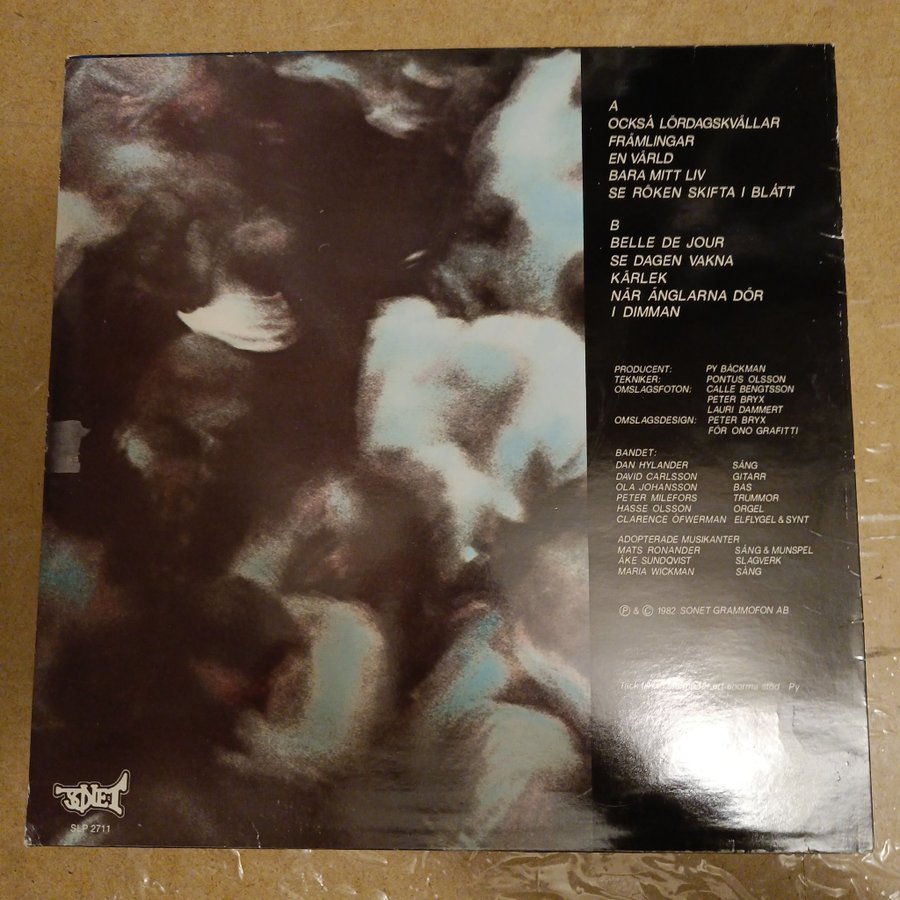 A
OCKSÅ LÖRDAGSKVÄLLAR
FRÄMLINGAR
EN VÄRLD
BARA MITT LIV
SE RÖKEN SKIFTA I BLÅTT
B
BELLE DE JOUR
SE DAGEN VAKNA
KÄRLEK
NÄR ÄNGLARNA DÖR
I DIMMAN
PRODUCENT: PY BÄCKMAN
TEKNIKER: PONTUS OLSSON
OMSLAGSFOTON: CALLE BENGTSSON
PETER BRYX
LAURI DAMMERT
OMSLAGSDESIGN: PETER BRYX
FÖR ONO GRAFITTI
BANDET:
DAN HYLANDER SÅNG
DAVID CARLSSON GITARR
OLA JOHANSSON BAS
PETER MILEFORS TRUMMOR
HASSE OLSSON ORGEL
CLARENCE ÖFWERMAN ELFLYGEL & SYNT
ADOPTERADE MUSIKANTER
MATS RONANDER SÅNG & MUNSPEL
ÅKE SUNDQVIST SLAGVERK
MARIA WICKMAN SÅNG
Ⓟ & © 1982 SONET GRAMMOFON AB
enorma stöd Py
SONET
SLP 2711